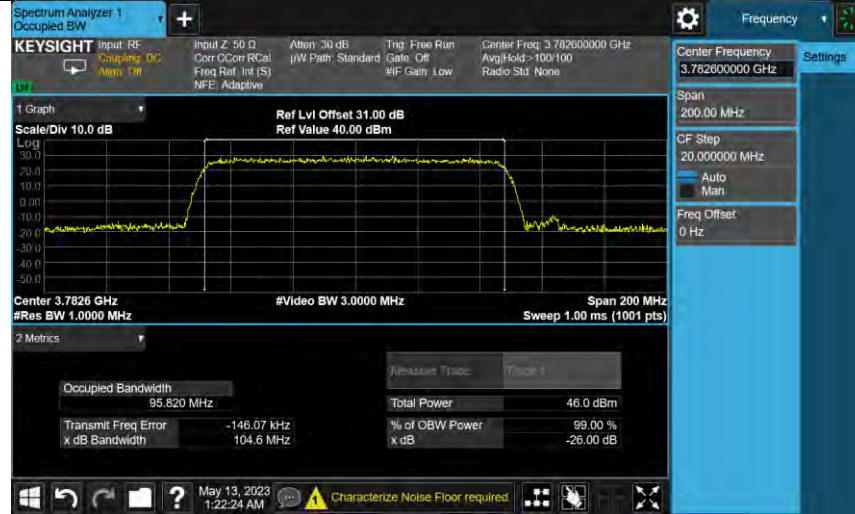 Spectrum Analyzer 1
Occupied BW
Frequency
KEYSIGHT Input: RF
Coupling: DC
Align: Off
Input Z: 50 Ω
Corr CCorr RCal
Freq Ref: Int (S)
NFE: Adaptive
Atten: 30 dB
µW Path: Standard
Trig: Free Run
Gate: Off
#IF Gain: Low
Center Freq: 3.782600000 GHz
Avg|Hold:>100/100
Radio Std: None
Center Frequency
3.782600000 GHz
Settings
Span
200.00 MHz
CF Step
20.000000 MHz
Auto
Man
Freq Offset
0 Hz
1 Graph
Scale/Div 10.0 dB
Ref Lvl Offset 31.00 dB
Ref Value 40.00 dBm
Log
30.0
20.0
10.0
0.00
-10.0
-20.0
-30.0
-40.0
-50.0
Center 3.7826 GHz
#Video BW 3.0000 MHz
Span 200 MHz
#Res BW 1.0000 MHz
Sweep 1.00 ms (1001 pts)
2 Metrics
Measure Trace
Trace 1
Occupied Bandwidth
95.820 MHz
Total Power
46.0 dBm
Transmit Freq Error
-146.07 kHz
% of OBW Power
99.00 %
x dB Bandwidth
104.6 MHz
x dB
-26.00 dB
?
May 13, 2023
1:22:24 AM
Characterize Noise Floor required